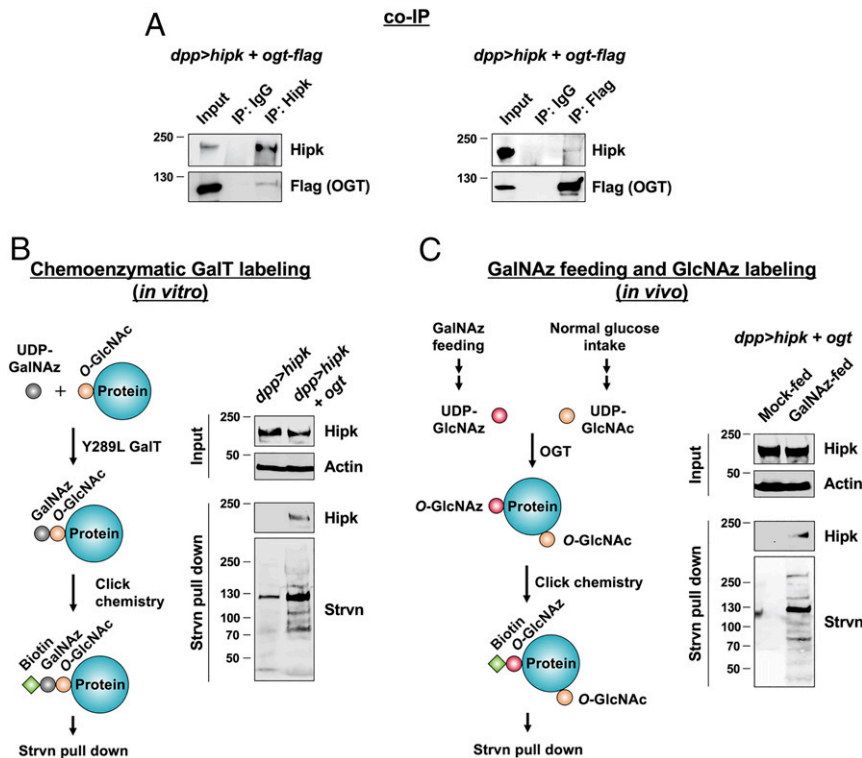 A
co-IP
dpp>hipk + ogt-flag
Input
IP: IgG
IP: Hipk
250
Hipk
130
Flag (OGT)
dpp>hipk + ogt-flag
Input
IP: IgG
IP: Flag
250
Hipk
130
Flag (OGT)
B
Chemoenzymatic GalT labeling
(in vitro)
UDP-
GalNAz
+
O-GlcNAc
Protein
Y289L GalT
GalNAz
O-GlcNAc
Protein
Click
chemistry
Biotin
GalNAz
O-GlcNAc
Protein
Strvn pull down
dpp>hipk
dpp>hipk
+ ogt
Input
250
Hipk
50
Actin
Strvn pull down
250
Hipk
250
130
100
70
50
Strvn
C
GalNAz feeding and GlcNAz labeling
(in vivo)
GalNAz
feeding
Normal glucose
intake
UDP-
GlcNAz
UDP-
GlcNAc
OGT
O-GlcNAz
Protein
O-GlcNAc
Click chemistry
Biotin
O-GlcNAz
Protein
O-GlcNAc
Strvn pull down
dpp>hipk + ogt
Mock-fed
GalNAz-fed
Input
250
Hipk
50
Actin
Strvn pull down
Hipk
250
130
100
70
50
Strvn